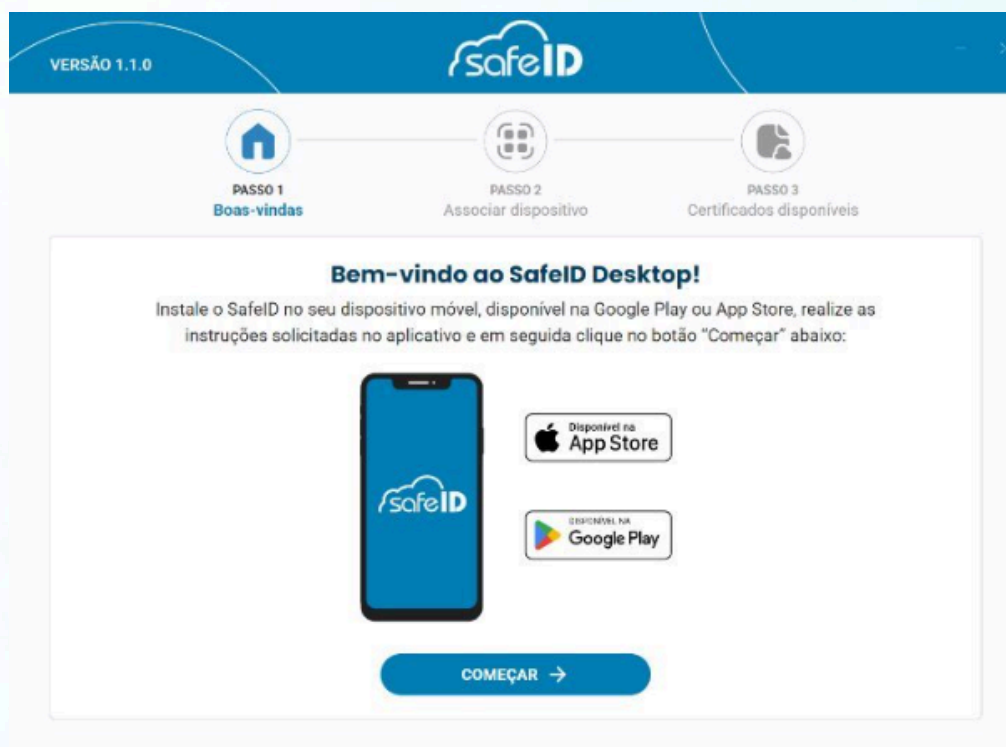 VERSÃO 1.1.0
safeID
PASSO 1
Boas-vindas
PASSO 2
Associar dispositivo
PASSO 3
Certificados disponíveis
Bem-vindo ao SafeID Desktop!
Instale o SafeID no seu dispositivo móvel, disponível na Google Play ou App Store, realize as
instruções solicitadas no aplicativo e em seguida clique no botão "Começar" abaixo:
safeID
Disponível na
App Store
DISPONÍVEL NA
Google Play
COMEÇAR →